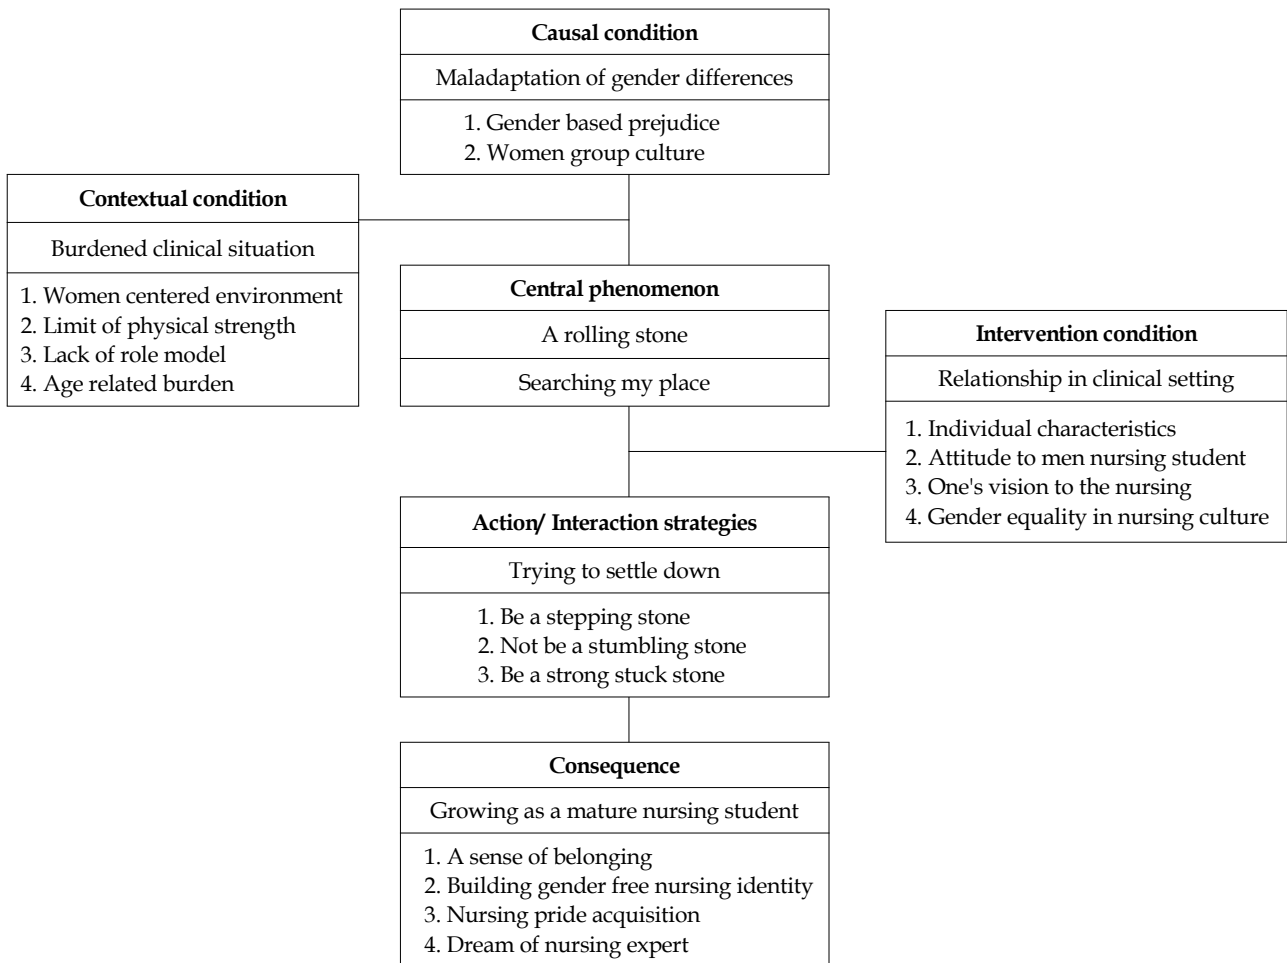 Causal condition
Maladaptation of gender differences
1. Gender based prejudice
2. Women group culture
Contextual condition
Burdened clinical situation
1. Women centered environment
2. Limit of physical strength
3. Lack of role model
4. Age related burden
Central phenomenon
A rolling stone
Searching my place
Intervention condition
Relationship in clinical setting
1. Individual characteristics
2. Attitude to men nursing student
3. One's vision to the nursing
4. Gender equality in nursing culture
Action/ Interaction strategies
Trying to settle down
1. Be a stepping stone
2. Not be a stumbling stone
3. Be a strong stuck stone
Consequence
Growing as a mature nursing student
1. A sense of belonging
2. Building gender free nursing identity
3. Nursing pride acquisition
4. Dream of nursing expert